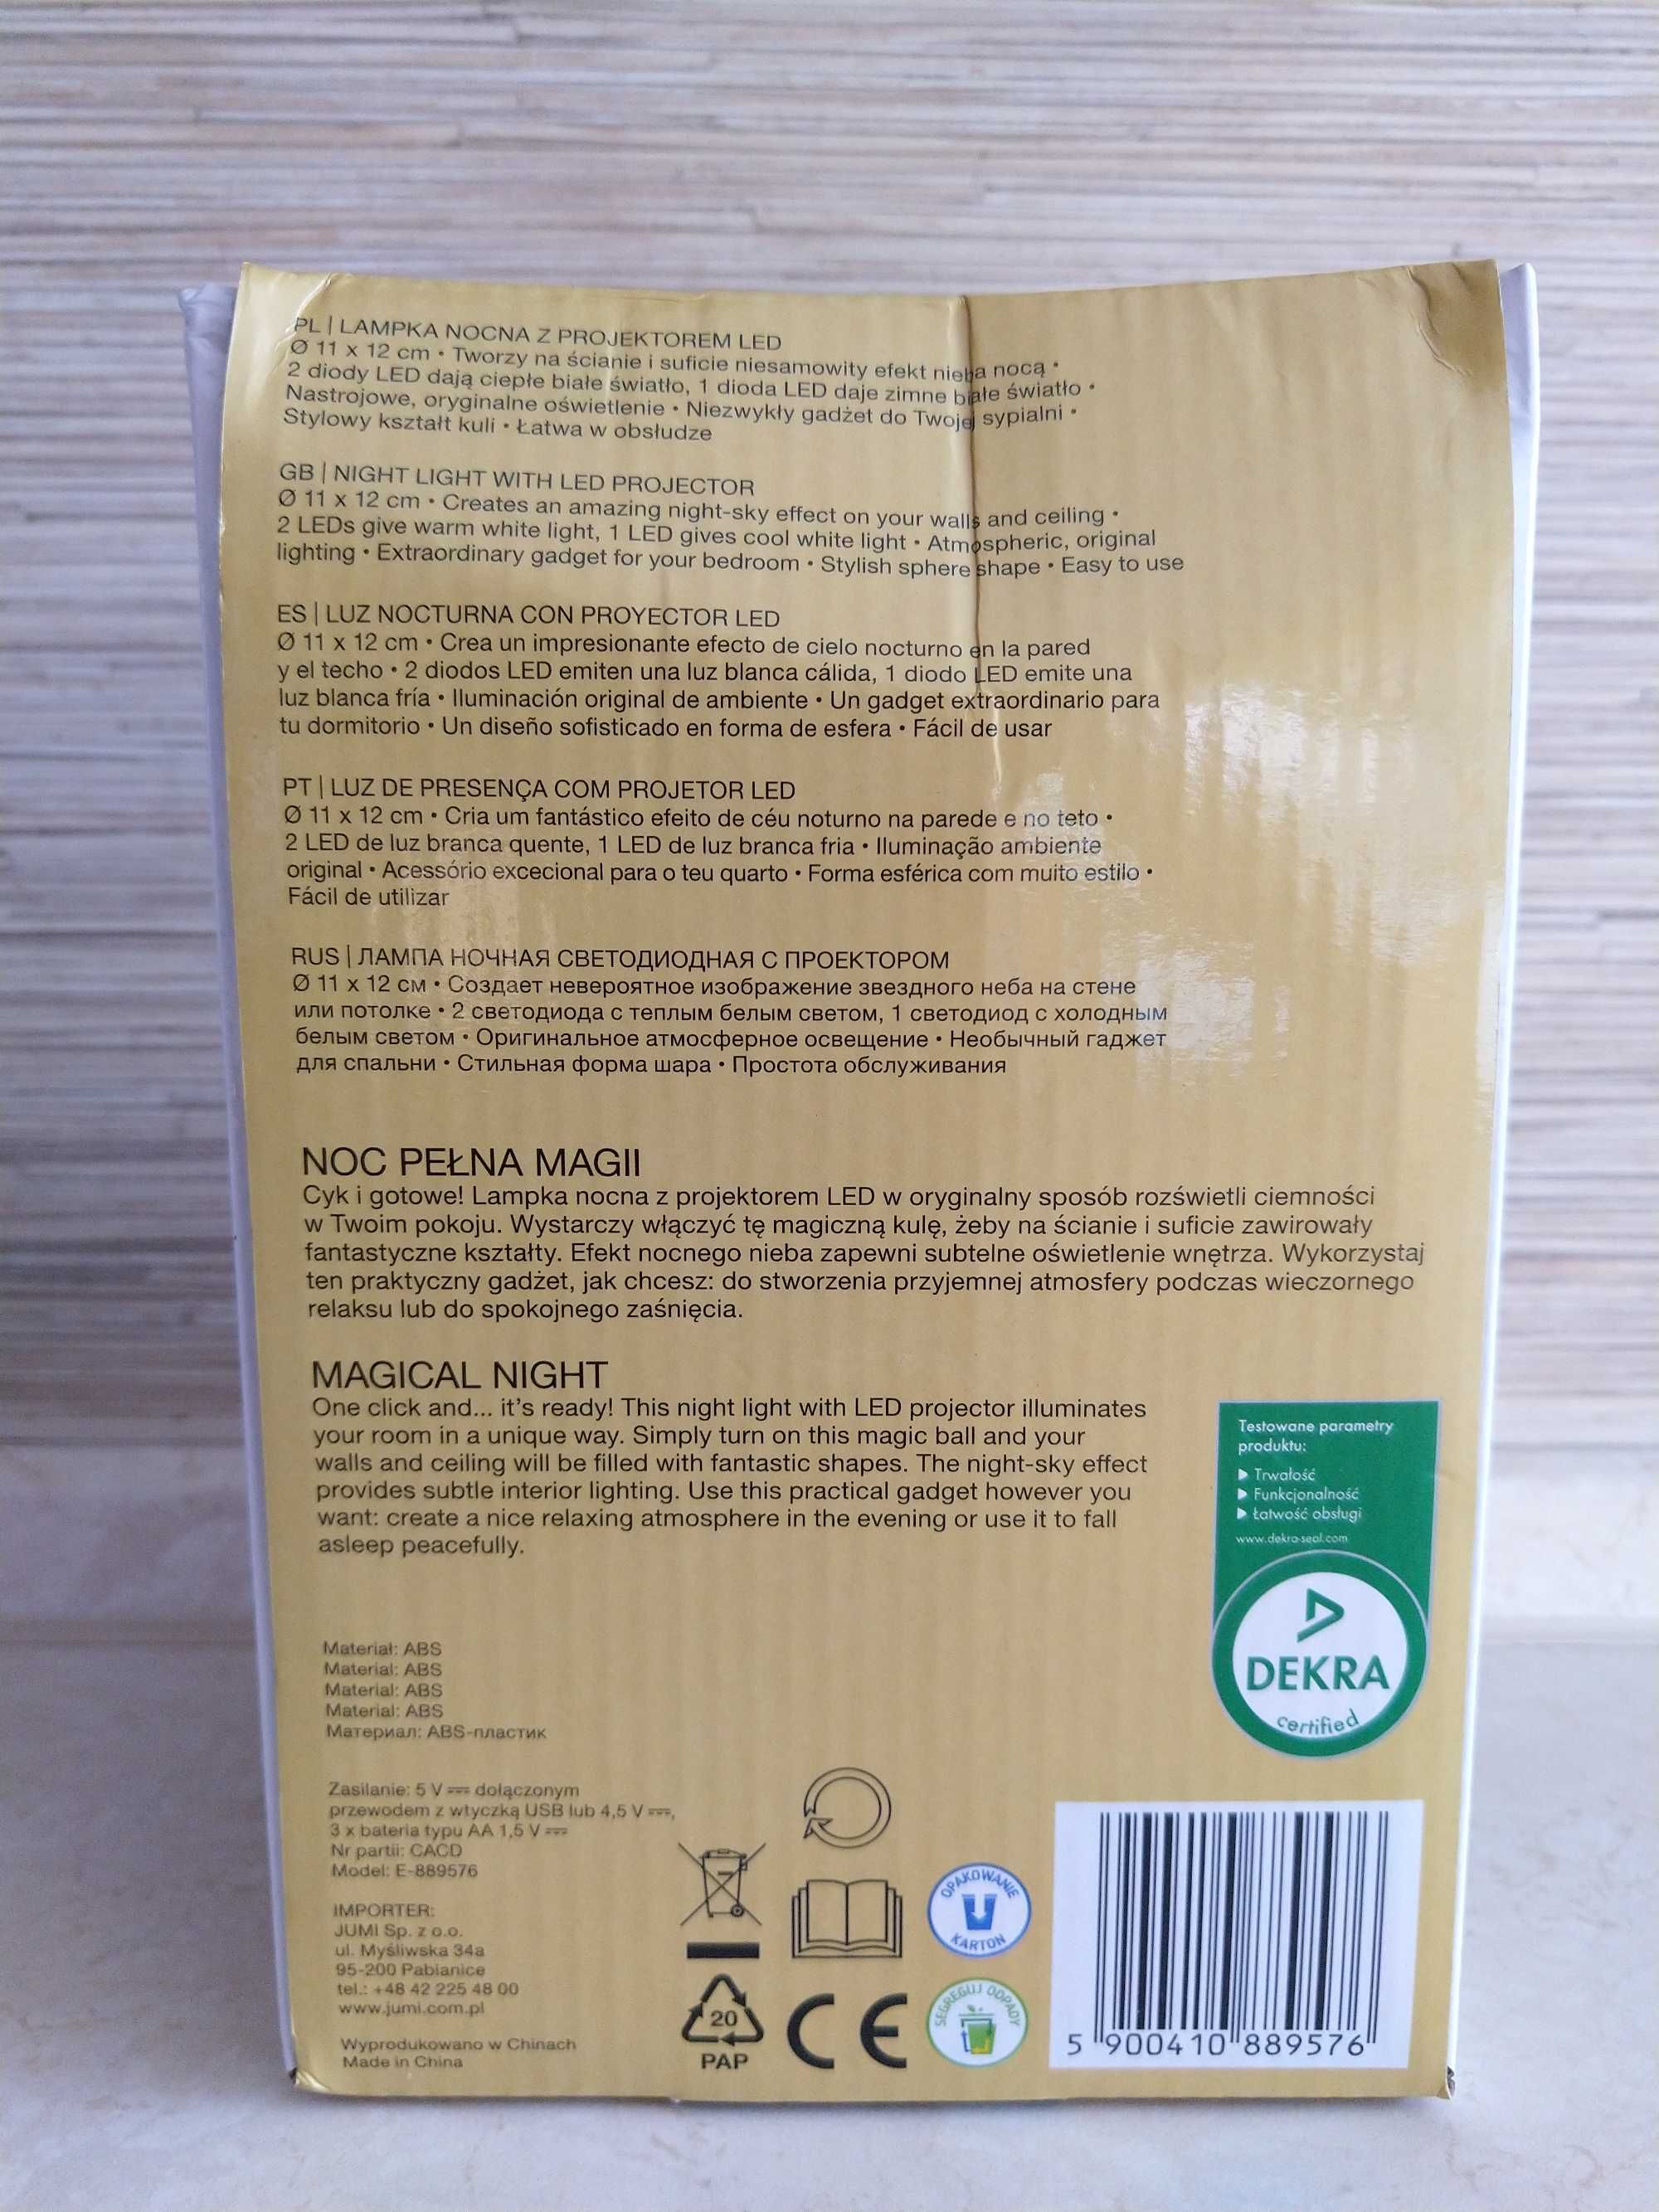 PL | LAMPKA NOCNA Z PROJEKTOREM LED
Ø 11 x 12 cm • Tworzy na ścianie i suficie niesamowity efekt nieba nocą •
2 diody LED dają ciepłe białe światło, 1 dioda LED daje zimne białe światło •
Nastrojowe, oryginalne oświetlenie • Niezwykły gadżet do Twojej sypialni •
Stylowy kształt kuli • Łatwa w obsłudze
GB | NIGHT LIGHT WITH LED PROJECTOR
Ø 11 x 12 cm • Creates an amazing night-sky effect on your walls and ceiling •
2 LEDs give warm white light, 1 LED gives cool white light • Atmospheric, original
lighting • Extraordinary gadget for your bedroom • Stylish sphere shape • Easy to use
ES | LUZ NOCTURNA CON PROYECTOR LED
Ø 11 x 12 cm • Crea un impresionante efecto de cielo nocturno en la pared
y el techo • 2 diodos LED emiten una luz blanca cálida, 1 diodo LED emite una
luz blanca fría • Iluminación original de ambiente • Un gadget extraordinario para
tu dormitorio • Un diseño sofisticado en forma de esfera • Fácil de usar
PT | LUZ DE PRESENÇA COM PROJETOR LED
Ø 11 x 12 cm • Cria um fantástico efeito de céu noturno na parede e no teto •
2 LED de luz branca quente, 1 LED de luz branca fria • Iluminação ambiente
original • Acessório excecional para o teu quarto • Forma esférica com muito estilo •
Fácil de utilizar
RUS | ЛАМПА НОЧНАЯ СВЕТОДИОДНАЯ С ПРОЕКТОРОМ
Ø 11 x 12 см • Создает невероятное изображение звездного неба на стене
или потолке • 2 светодиода с теплым белым светом, 1 светодиод с холодным
белым светом • Оригинальное атмосферное освещение • Необычный гаджет
для спальни • Стильная форма шара • Простота обслуживания
NOC PEŁNA MAGII
Cyk i gotowe! Lampka nocna z projektorem LED w oryginalny sposób rozświetli ciemności
w Twoim pokoju. Wystarczy włączyć tę magiczną kulę, żeby na ścianie i suficie zawirowały
fantastyczne kształty. Efekt nocnego nieba zapewni subtelne oświetlenie wnętrza. Wykorzystaj
ten praktyczny gadżet, jak chcesz: do stworzenia przyjemnej atmosfery podczas wieczornego
relaksu lub do spokojnego zaśnięcia.
MAGICAL NIGHT
One click and... it's ready! This night light with LED projector illuminates
your room in a unique way. Simply turn on this magic ball and your
walls and ceiling will be filled with fantastic shapes. The night-sky effect
provides subtle interior lighting. Use this practical gadget however you
want: create a nice relaxing atmosphere in the evening or use it to fall
asleep peacefully.
Testowane parametry
produktu:
Trwałość
Funkcjonalność
Łatwość obsługi
www.dekra-seal.com
DEKRA
certified
Materiał: ABS
Material: ABS
Material: ABS
Material: ABS
Материал: ABS-пластик
Zasilanie: 5 V ⎓ dołączonym
przewodem z wtyczką USB lub 4,5 V ⎓,
3 x bateria typu AA 1,5 V ⎓
Nr partii: CACD
Model: E-889576
IMPORTER:
JUMI Sp. z o.o.
ul. Myśliwska 34a
95-200 Pabianice
tel.: +48 42 225 48 00
www.jumi.com.pl
Wyprodukowano w Chinach
Made in China
20
PAP
CE
OPAKOWANIE
KARTON
SEGREGUJ ODPADY
5 900410 889576